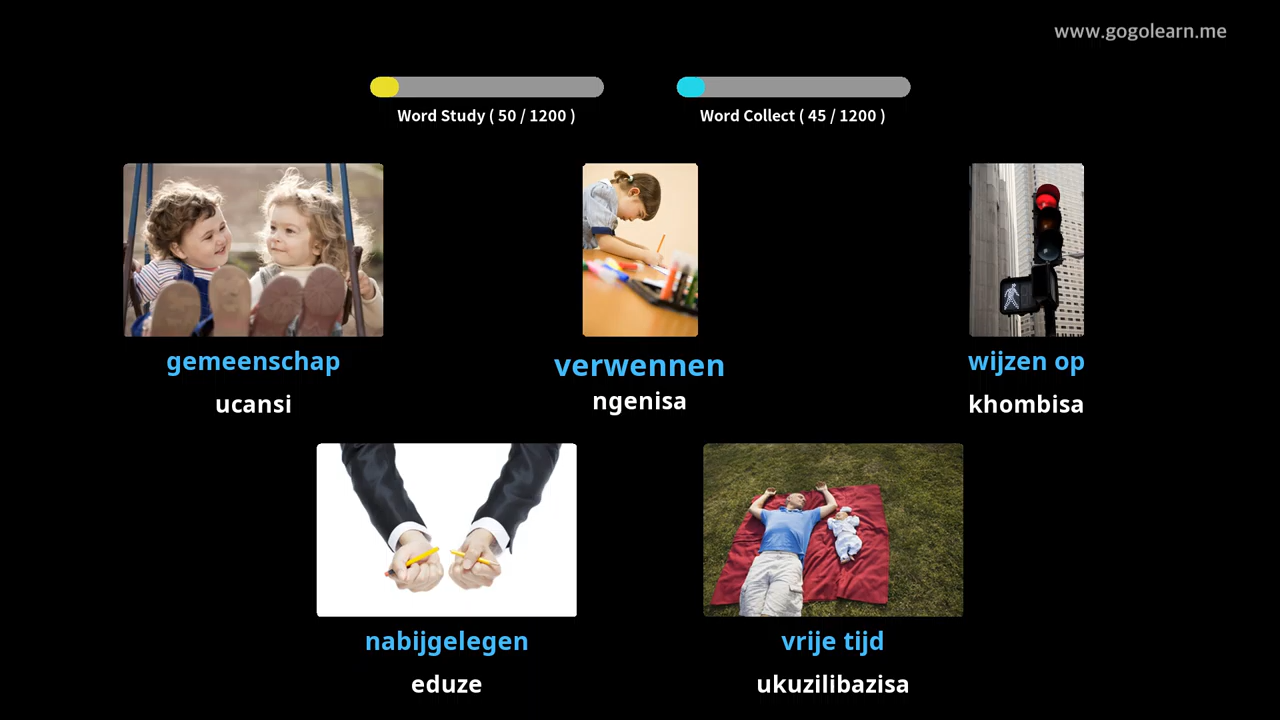 www.gogolearn.me
Word Study ( 50 / 1200 )
Word Collect ( 45 / 1200 )
gemeenschap
ucansi
verwennen
ngenisa
wijzen op
khombisa
nabijgelegen
eduze
vrije tijd
ukuzilibazisa